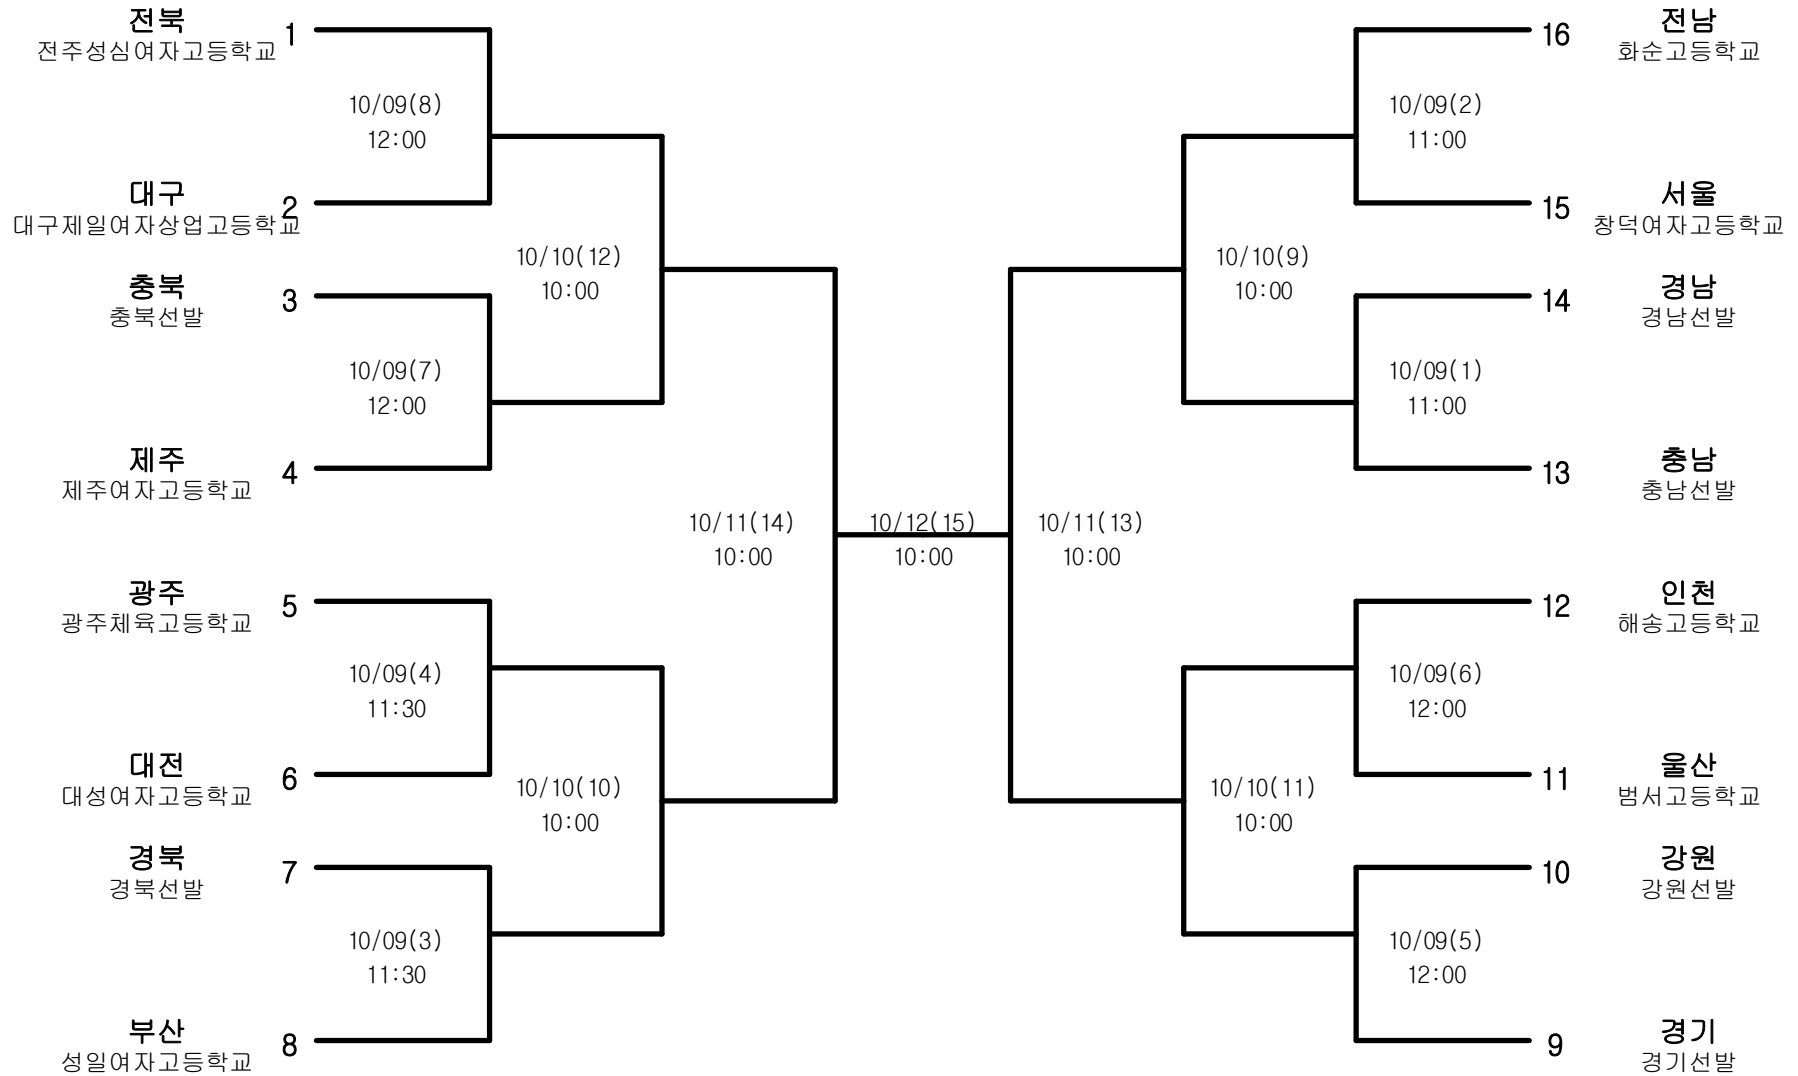 전북
전주성심여자고등학교
1
10/09(8)
12:00
대구
대구제일여자상업고등학교
2
10/10(12)
10:00
충북
충북선발
3
10/09(7)
12:00
제주
제주여자고등학교
4
10/11(14)
10:00
광주
광주체육고등학교
5
10/09(4)
11:30
대전
대성여자고등학교
6
10/10(10)
10:00
경북
경북선발
7
10/09(3)
11:30
부산
성일여자고등학교
8
10/12(15)
10:00
16
전남
화순고등학교
10/09(2)
11:00
15
서울
창덕여자고등학교
10/10(9)
10:00
14
경남
경남선발
10/09(1)
11:00
13
충남
충남선발
10/11(13)
10:00
12
인천
해송고등학교
10/09(6)
12:00
11
울산
범서고등학교
10/10(11)
10:00
10
강원
강원선발
10/09(5)
12:00
9
경기
경기선발